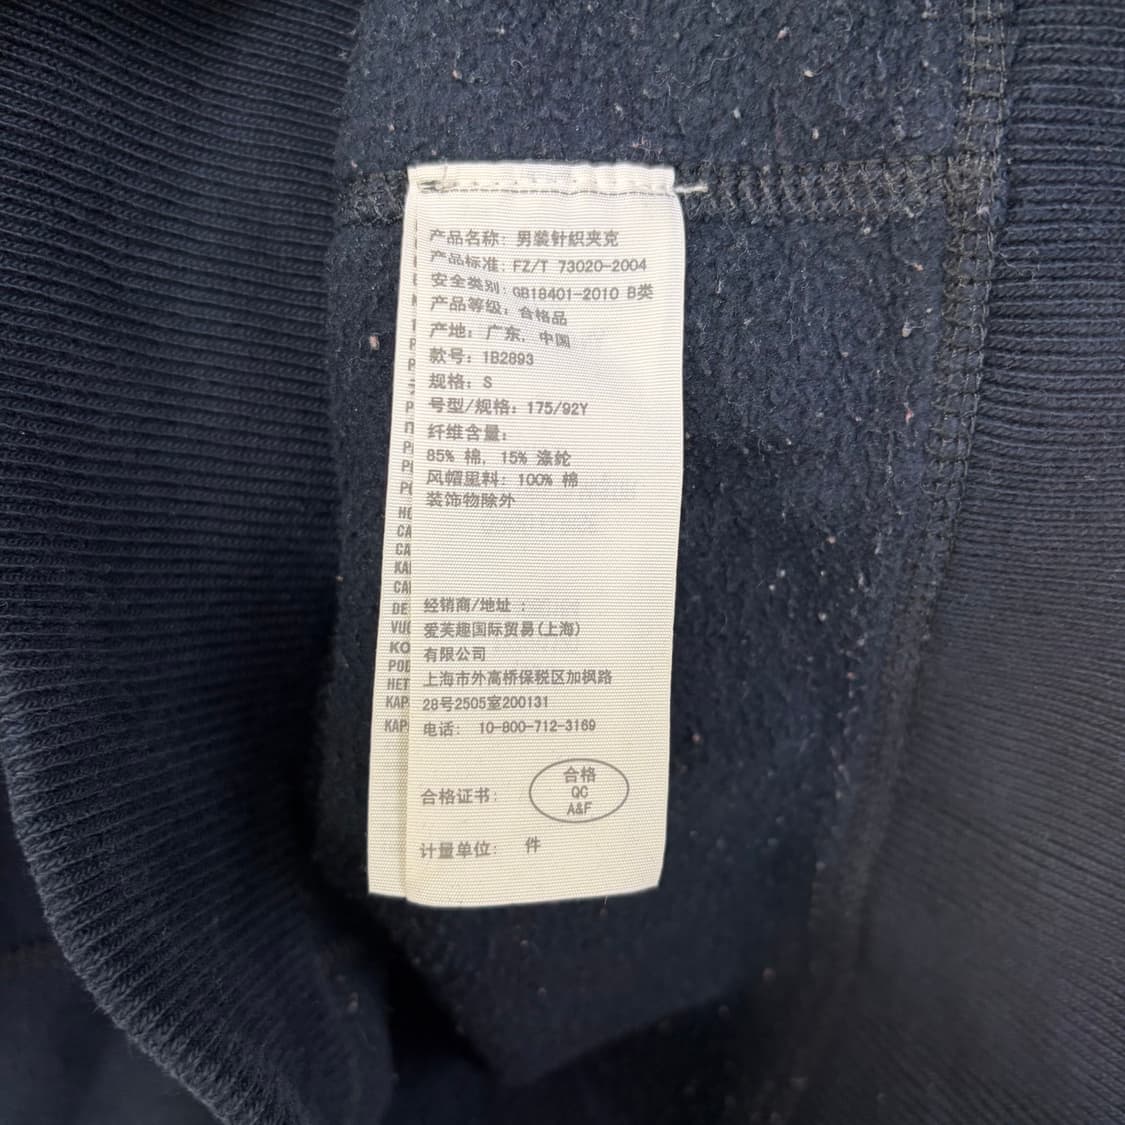 产品名称: 男装针织夹克
产品标准: FZ/T 73020-2004
安全类别: GB18401-2010 B类
产品等级: 合格品
产地: 广东, 中国
款号: 1B2893
规格: S
号型/规格: 175/92Y
纤维含量:
85% 棉, 15% 涤纶
风帽里料: 100% 棉
装饰物除外
经销商/地址 :
爱芙趣国际贸易(上海)
有限公司
上海市外高桥保税区加枫路
28号2505室200131
电话: 10-800-712-3169
合格证书:
合格
QC
A&F
计量单位: 件